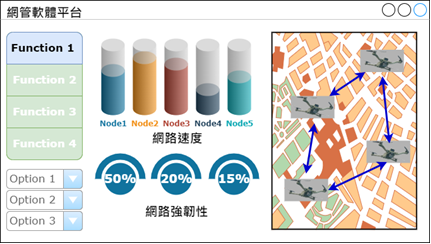 網管軟體平台
Function 1
Function 2
Function 3
Function 4
Option 1
Option 2
Option 3
Node1 Node2 Node3 Node4 Node5
網路速度
50% 20% 15%
網路強韌性